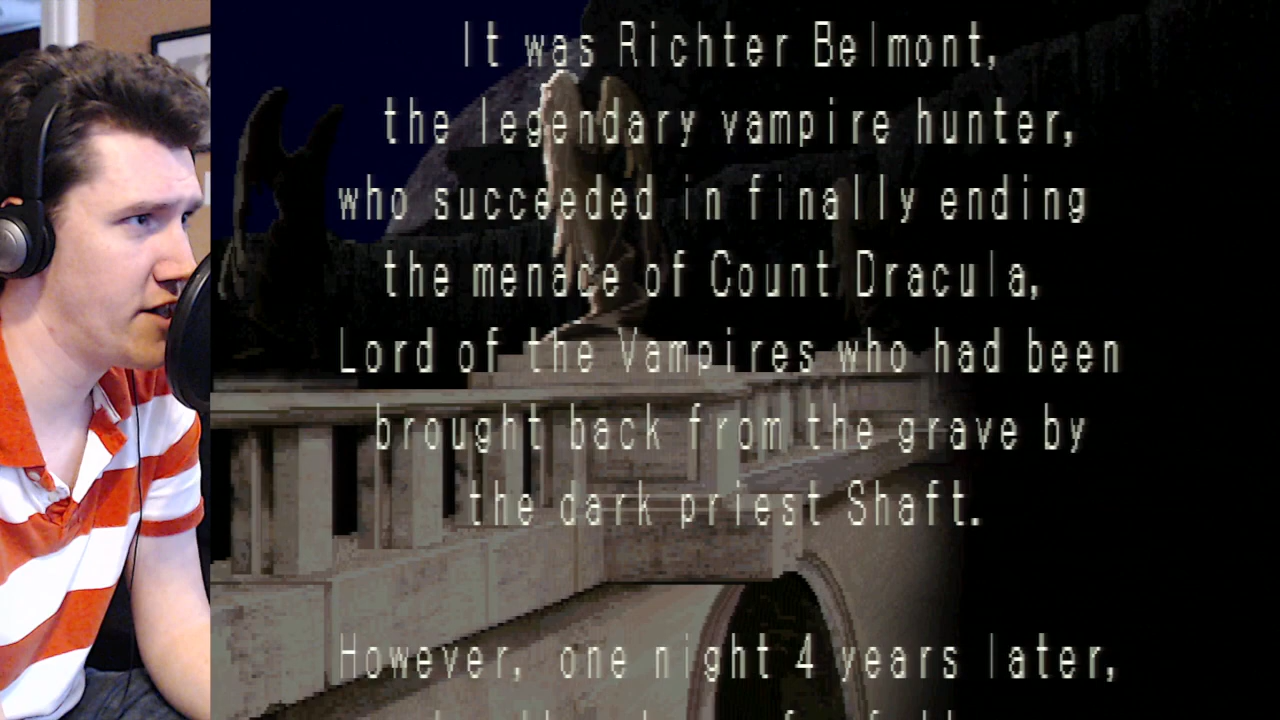 It was Richter Belmont,
the legendary vampire hunter,
who succeeded in finally ending
the menace of Count Dracula,
Lord of the Vampires who had been
brought back from the grave by
the dark priest Shaft.
However, one night 4 years later,